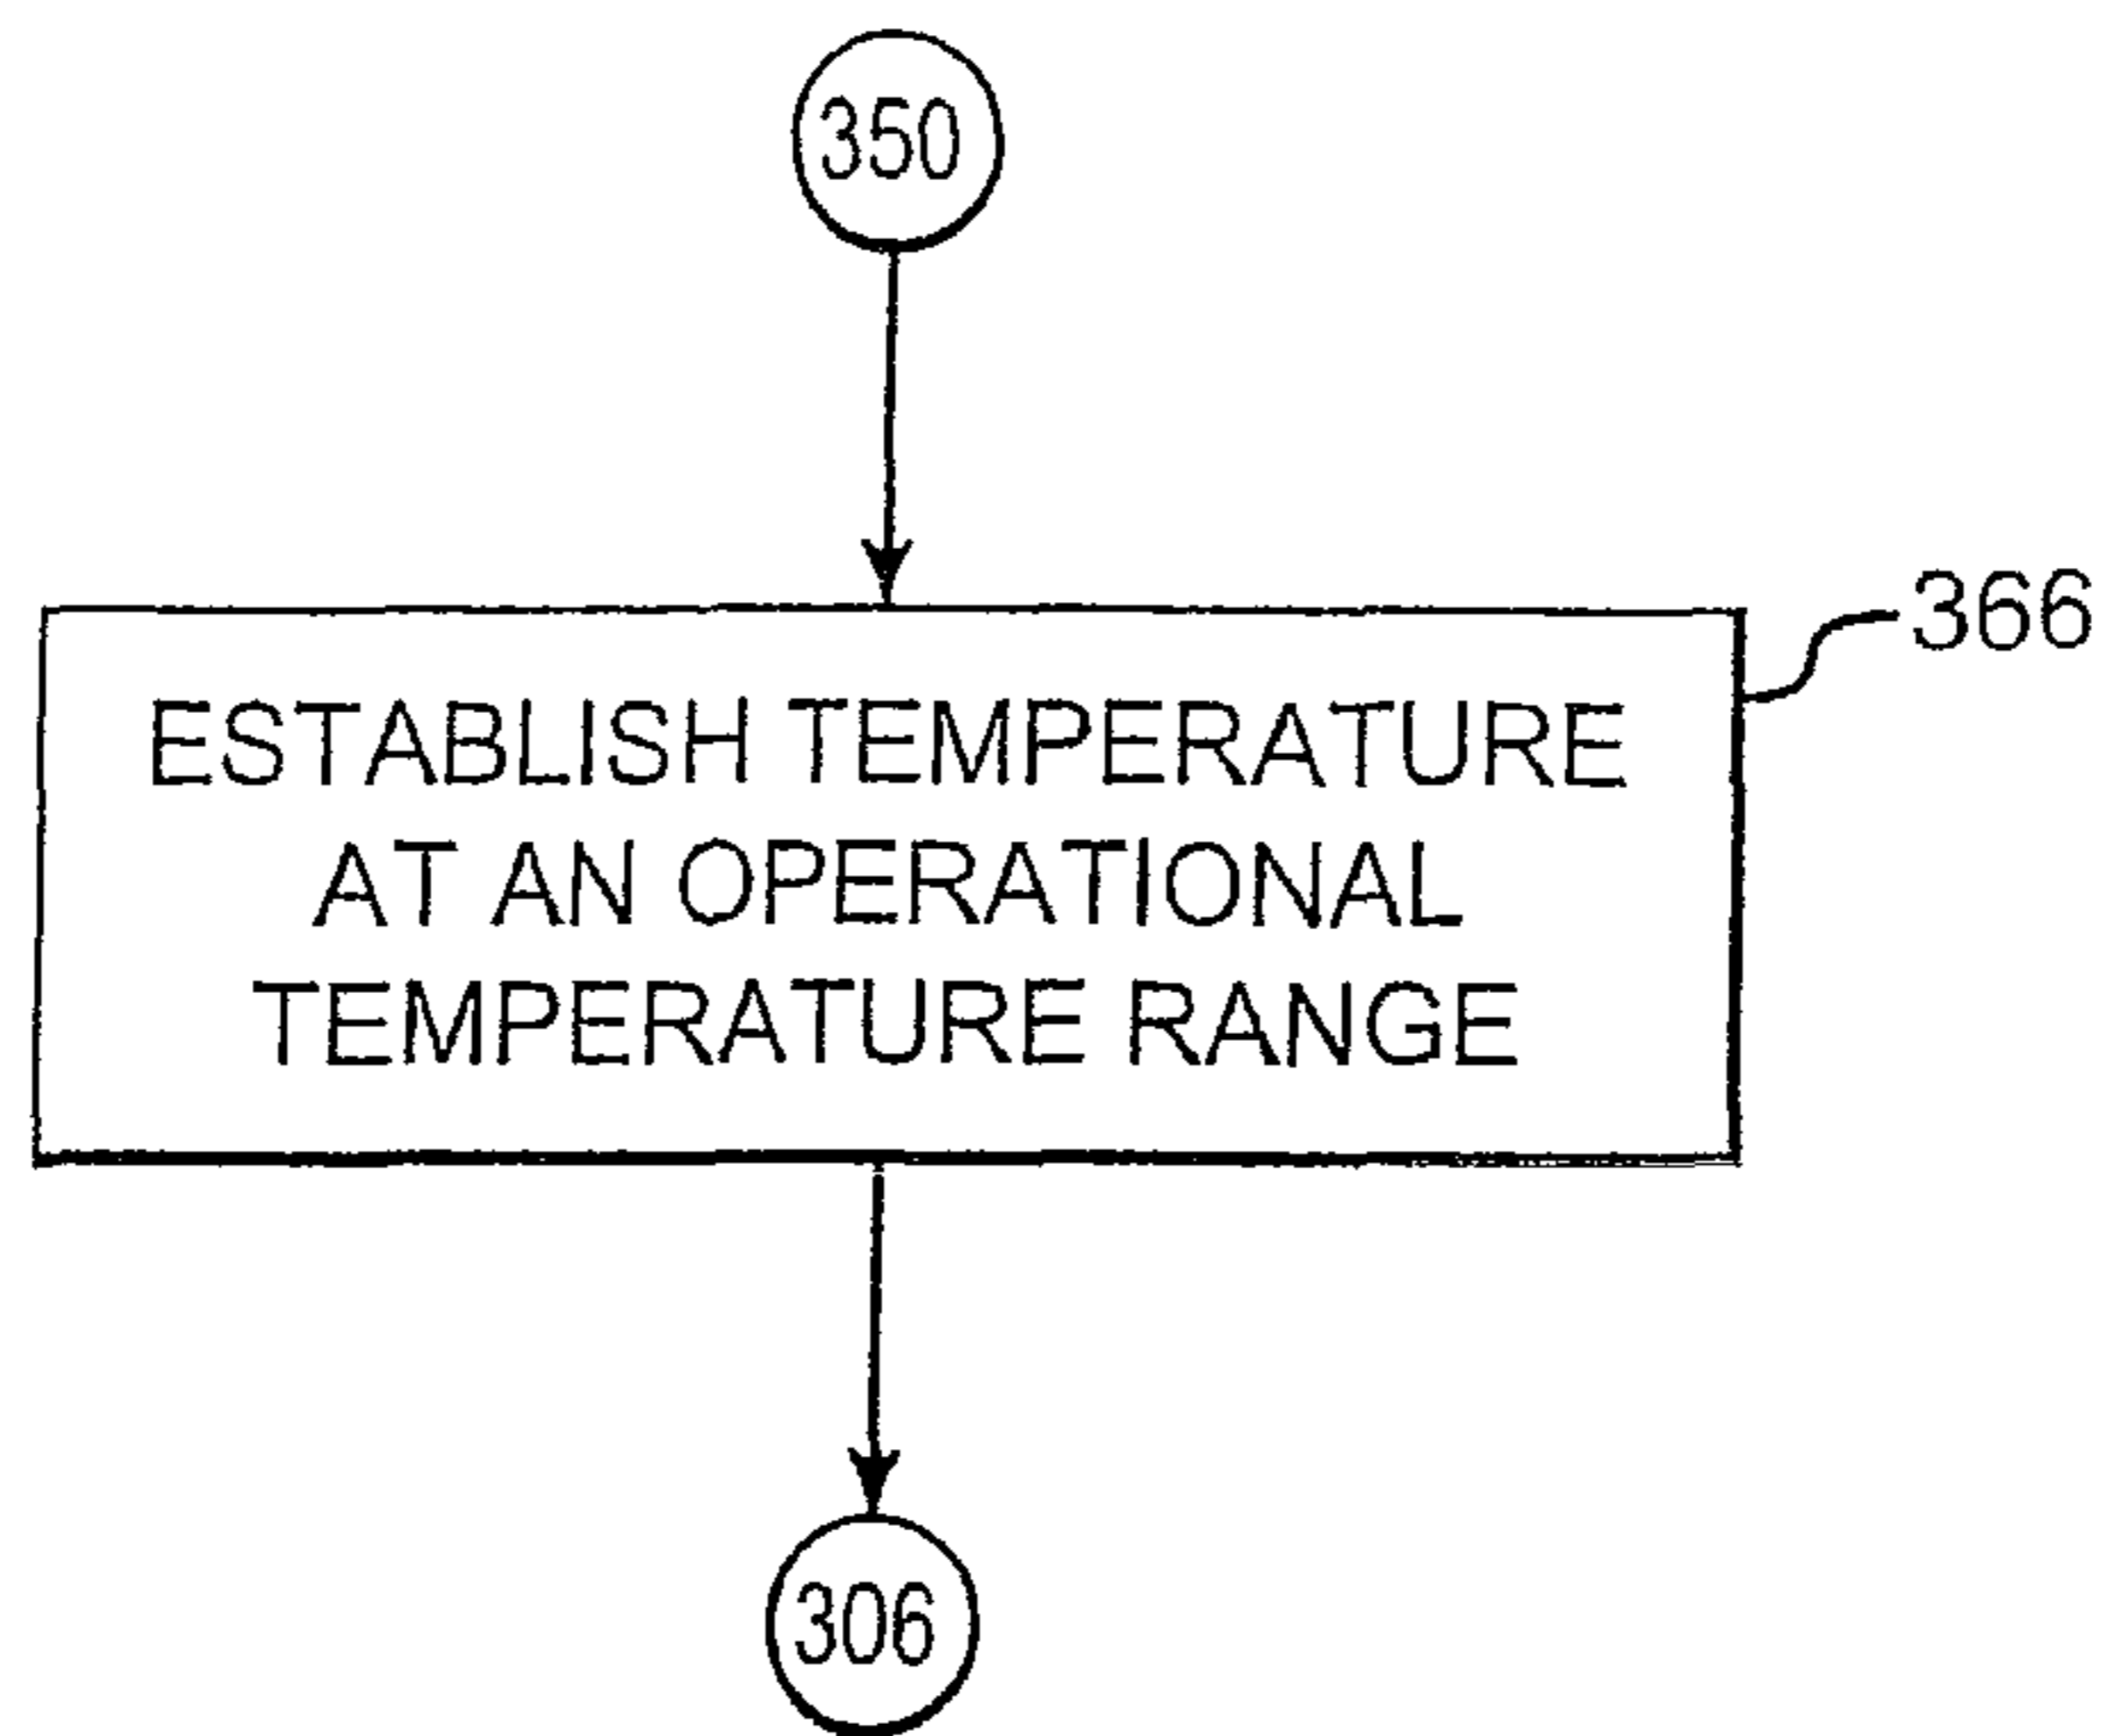 350
366
ESTABLISH TEMPERATURE
AT AN OPERATIONAL
TEMPERATURE RANGE
306